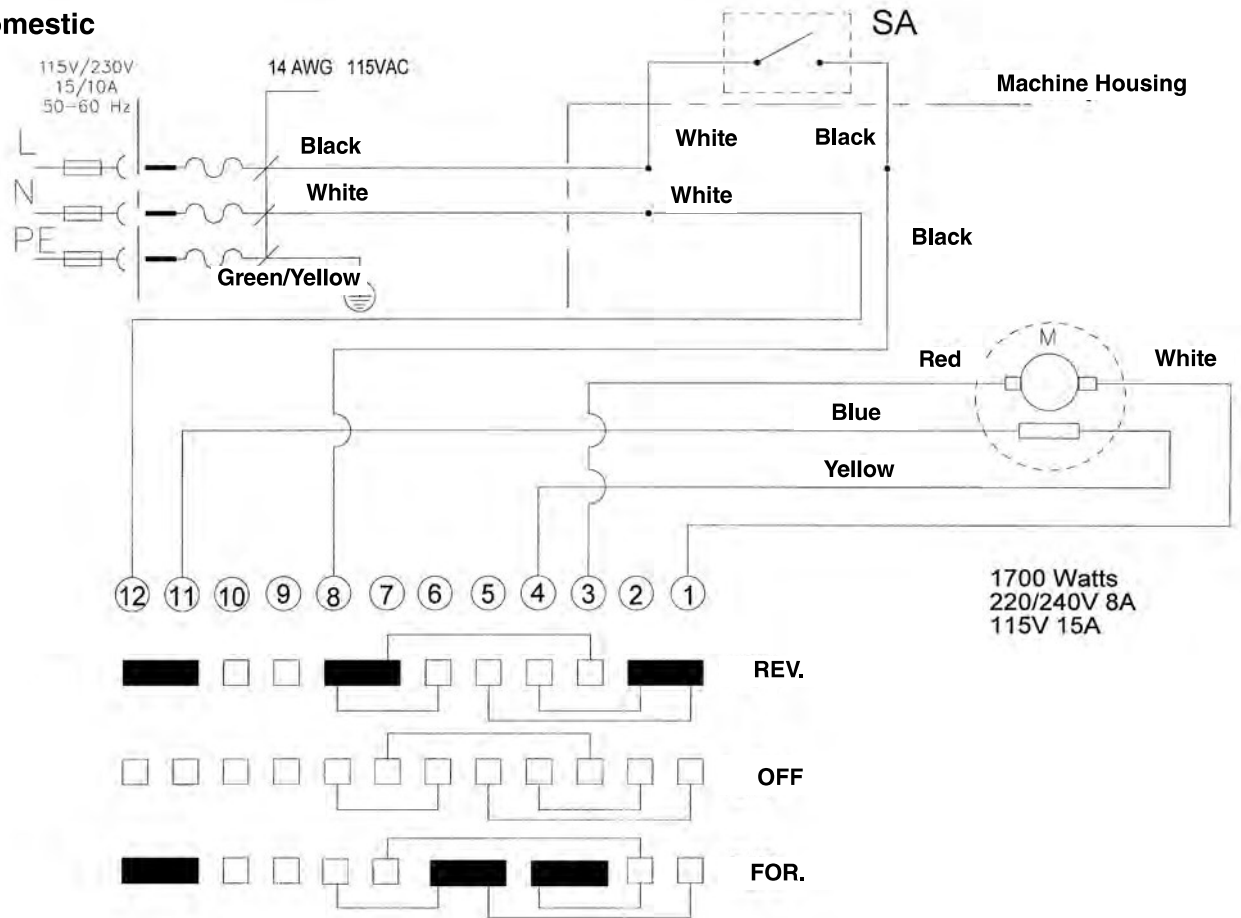 omestic
SA
115V/230V
15/10A
50-60 Hz
14 AWG 115VAC
Machine Housing
L
Black
White
Black
N
White
White
PE
Green/Yellow
Black
M
Red
White
Blue
Yellow
12 11 10 9 8 7 6 5 4 3 2 1
1700 Watts
220/240V 8A
115V 15A
REV.
OFF
FOR.